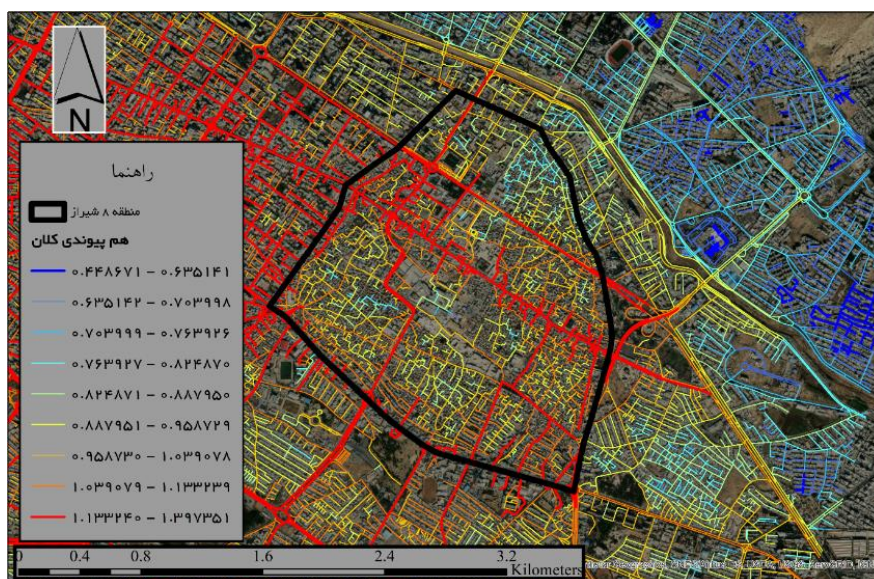 N
راهنما
منطقه ۸ شیراز
هم پیوندی کلان
۰.۴۴۸۶۷۱ – ۰.۶۳۵۱۴۱
۰.۶۳۵۱۴۲ – ۰.۷۰۳۹۹۸
۰.۷۰۳۹۹۹ – ۰.۷۶۳۹۲۶
۰.۷۶۳۹۲۷ – ۰.۸۲۴۸۷۰
۰.۸۲۴۸۷۱ – ۰.۸۸۷۹۵۰
۰.۸۸۷۹۵۱ – ۰.۹۵۸۷۲۹
۰.۹۵۸۷۳۰ – ۱.۰۳۹۰۷۸
۱.۰۳۹۰۷۹ – ۱.۱۳۳۲۳۹
۱.۱۳۳۲۴۰ – ۱.۳۹۷۳۵۱
0 0.4 0.8 1.6 2.4 3.2
Kilometers